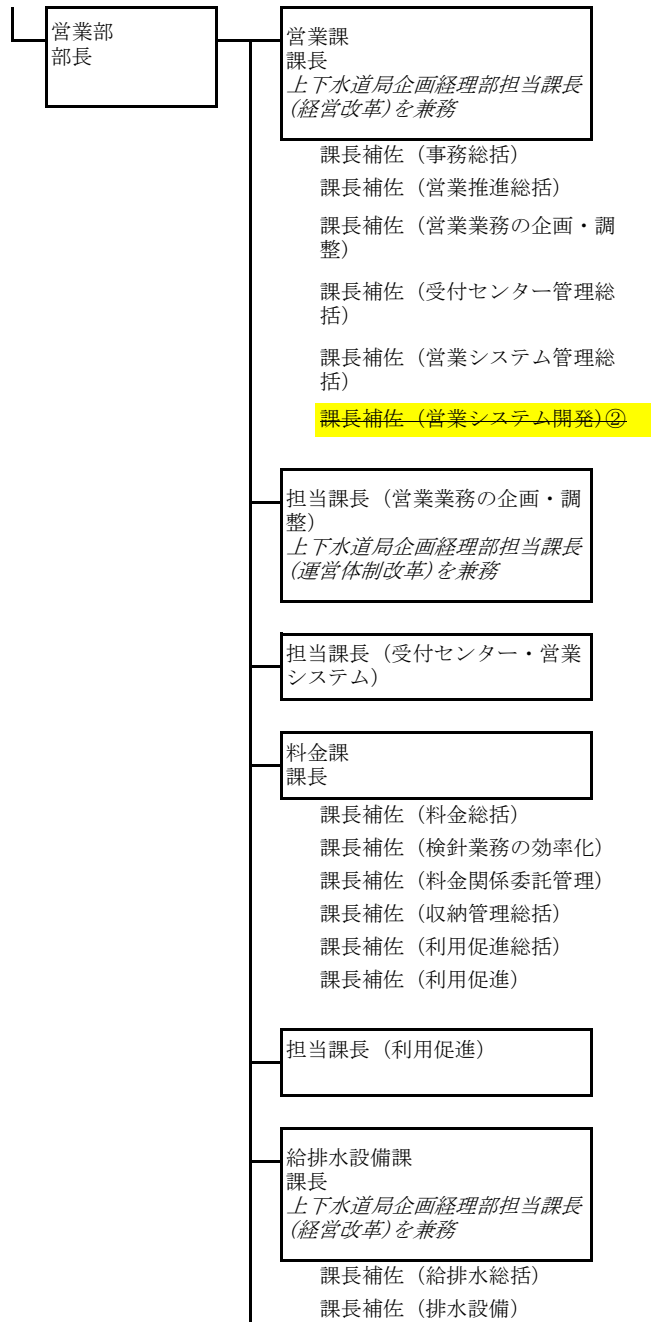 営業部
部長
営業課
課長
上下水道局企画経理部担当課長
(経営改革)を兼務
課長補佐（事務総括）
課長補佐（営業推進総括）
課長補佐（営業業務の企画・調
整）
課長補佐（受付センター管理総
括）
課長補佐（営業システム管理総
括）
課長補佐（営業システム開発)②
担当課長（営業業務の企画・調
整）
上下水道局企画経理部担当課長
(運営体制改革)を兼務
担当課長（受付センター・営業
システム）
料金課
課長
課長補佐（料金総括）
課長補佐（検針業務の効率化）
課長補佐（料金関係委託管理）
課長補佐（収納管理総括）
課長補佐（利用促進総括）
課長補佐（利用促進）
担当課長（利用促進）
給排水設備課
課長
上下水道局企画経理部担当課長
(経営改革)を兼務
課長補佐（給排水総括）
課長補佐（排水設備）